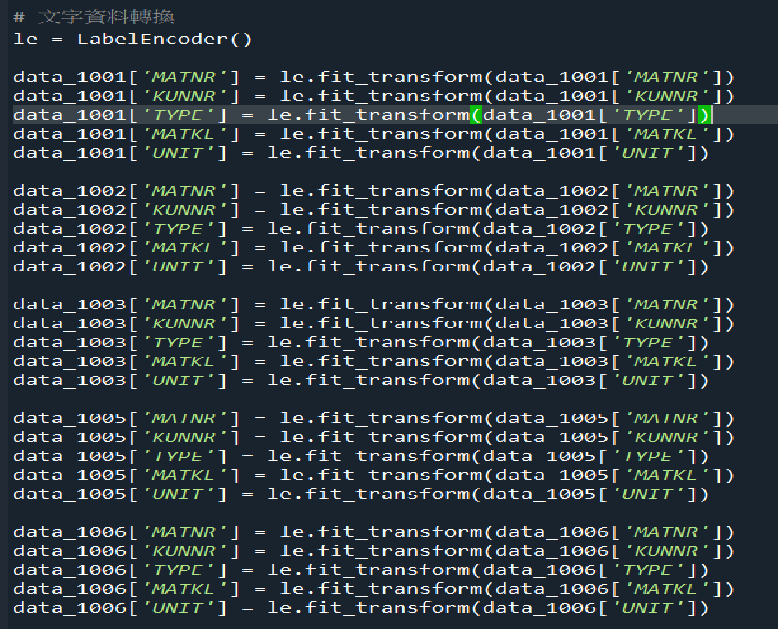 # 文字資料轉換
le = LabelEncoder()
data_1001['MATNR'] = le.fit_transform(data_1001['MATNR'])
data_1001['KUNNR'] = le.fit_transform(data_1001['KUNNR'])
data_1001['TYPE'] = le.fit_transform(data_1001['TYPE'])
data_1001['MATKL'] = le.fit_transform(data_1001['MATKL'])
data_1001['UNIT'] = le.fit_transform(data_1001['UNIT'])
data_1002['MATNR'] = le.fit_transform(data_1002['MATNR'])
data_1002['KUNNR'] = le.fit_transform(data_1002['KUNNR'])
data_1002['TYPE'] = le.fit_transform(data_1002['TYPE'])
data_1002['MATKL'] = le.fit_transform(data_1002['MATKL'])
data_1002['UNIT'] = le.fit_transform(data_1002['UNIT'])
data_1003['MATNR'] = le.fit_transform(data_1003['MATNR'])
data_1003['KUNNR'] = le.fit_transform(data_1003['KUNNR'])
data_1003['TYPE'] = le.fit_transform(data_1003['TYPE'])
data_1003['MATKL'] = le.fit_transform(data_1003['MATKL'])
data_1003['UNIT'] = le.fit_transform(data_1003['UNIT'])
data_1005['MATNR'] = le.fit_transform(data_1005['MATNR'])
data_1005['KUNNR'] = le.fit_transform(data_1005['KUNNR'])
data_1005['TYPE'] = le.fit_transform(data_1005['TYPE'])
data_1005['MATKL'] = le.fit_transform(data_1005['MATKL'])
data_1005['UNIT'] = le.fit_transform(data_1005['UNIT'])
data_1006['MATNR'] = le.fit_transform(data_1006['MATNR'])
data_1006['KUNNR'] = le.fit_transform(data_1006['KUNNR'])
data_1006['TYPE'] = le.fit_transform(data_1006['TYPE'])
data_1006['MATKL'] = le.fit_transform(data_1006['MATKL'])
data_1006['UNIT'] = le.fit_transform(data_1006['UNIT'])